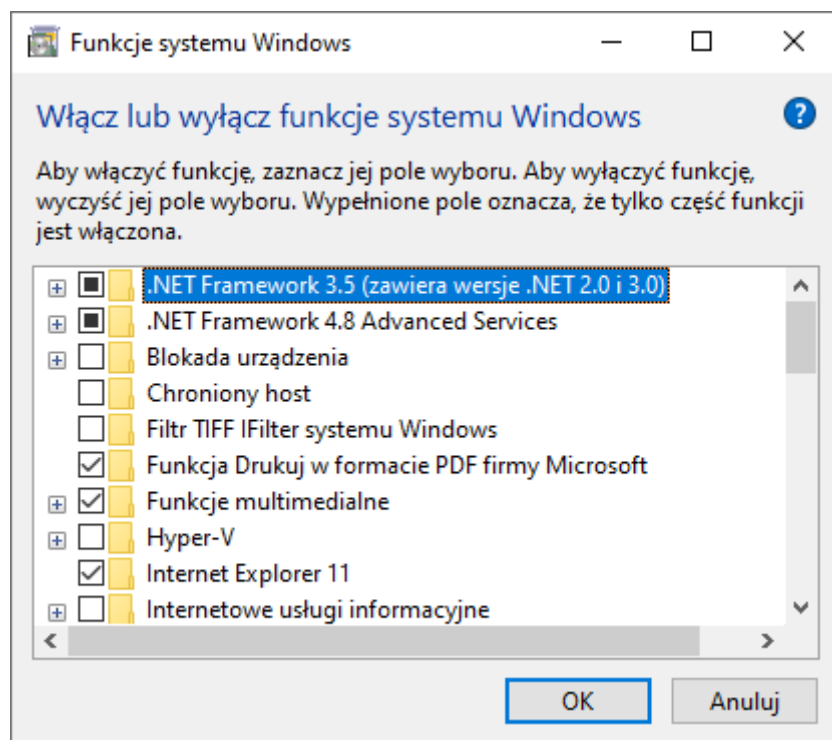 Funkcje systemu Windows
Włącz lub wyłącz funkcje systemu Windows
?
Aby włączyć funkcję, zaznacz jej pole wyboru. Aby wyłączyć funkcję,
wyczyść jej pole wyboru. Wypełnione pole oznacza, że tylko część funkcji
jest włączona.
.NET Framework 3.5 (zawiera wersje .NET 2.0 i 3.0)
.NET Framework 4.8 Advanced Services
Blokada urządzenia
Chroniony host
Filtr TIFF IFilter systemu Windows
Funkcja Drukuj w formacie PDF firmy Microsoft
Funkcje multimedialne
Hyper-V
Internet Explorer 11
Internetowe usługi informacyjne
OK
Anuluj